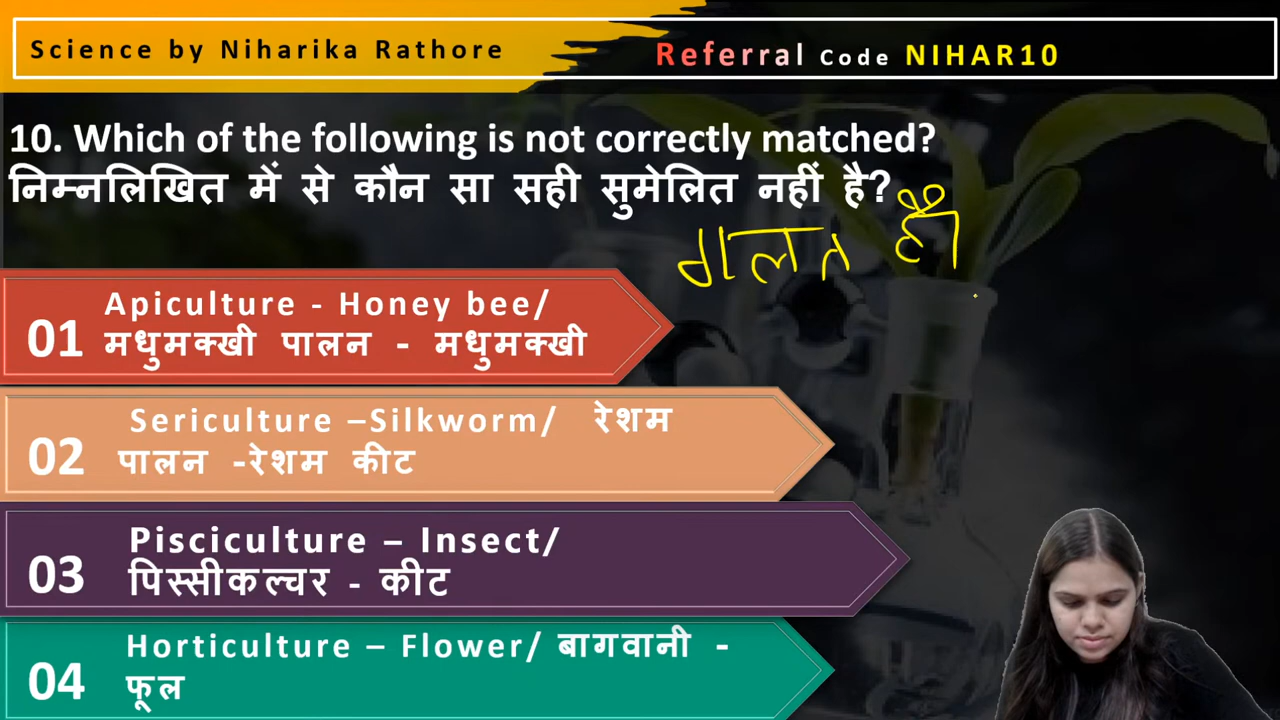 Science by Niharika Rathore
Referral Code NIHAR10
10. Which of the following is not correctly matched?
निम्नलिखित में से कौन सा सही सुमेलित नहीं है?
गलत है
01
Apiculture - Honey bee/
मधुमक्खी पालन - मधुमक्खी
02
Sericulture –Silkworm/ रेशम
पालन -रेशम कीट
03
Pisciculture – Insect/
पिस्सीकल्चर - कीट
04
Horticulture – Flower/ बागवानी -
फूल